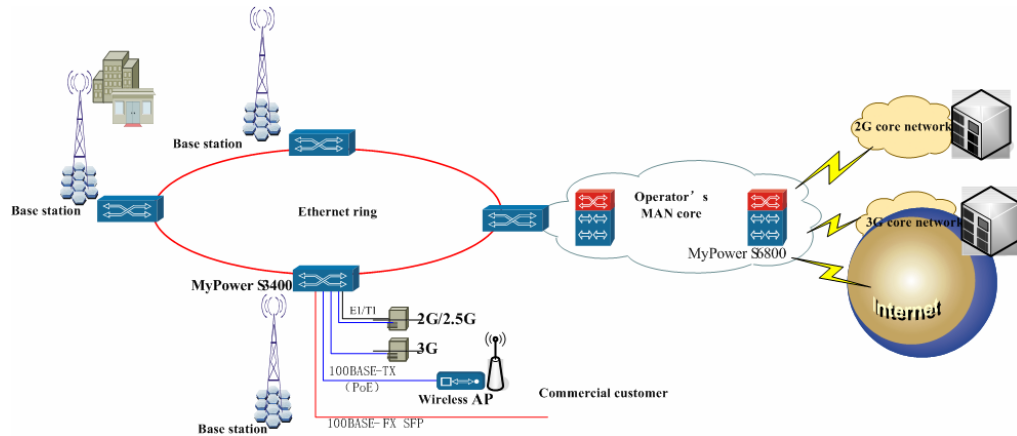 Base station
Base station
Ethernet ring
Operator's
MAN core
2G core network
3G core network
MyPower S6800
Internet
MyPower S3400
E1/T1
2G/2.5G
3G
100BASE-TX
(PoE)
Wireless AP
Commercial customer
100BASE-FX SFP
Base station